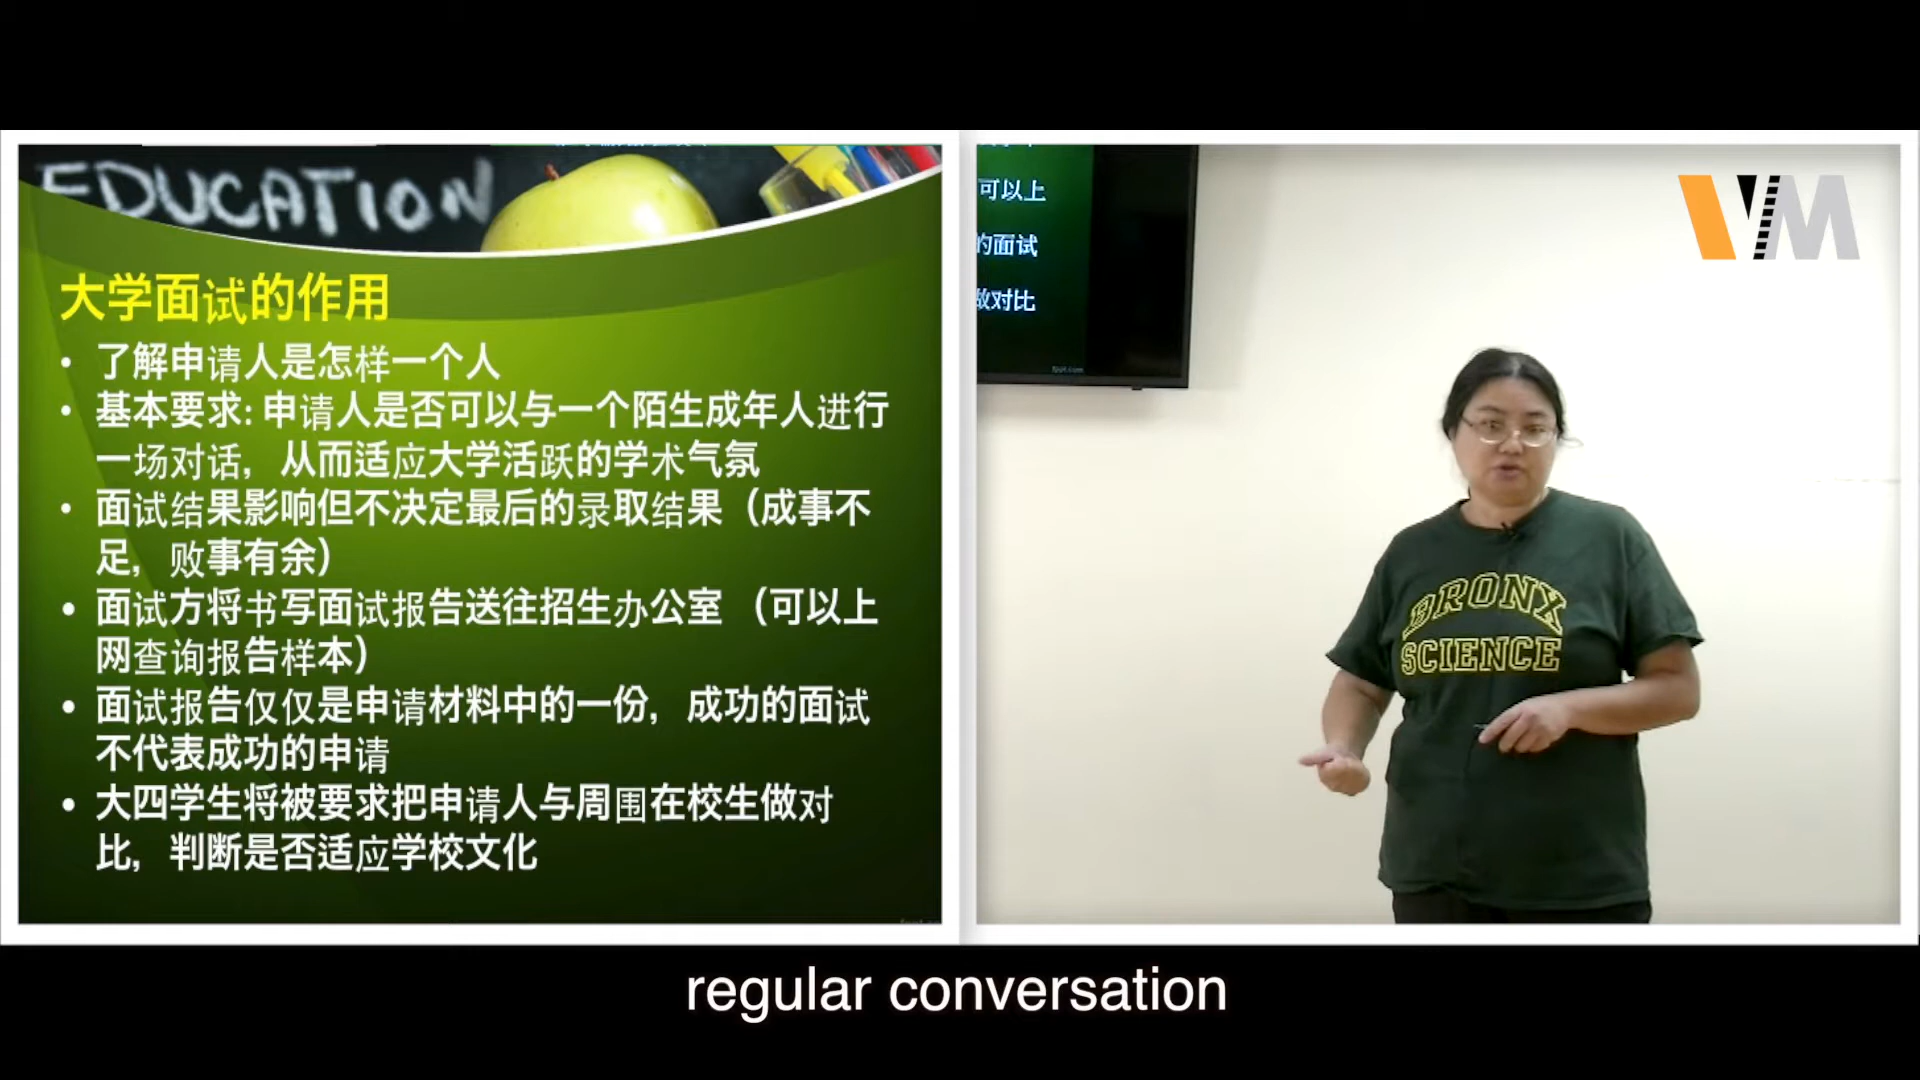 EDUCATION
大学面试的作用
• 了解申请人是怎样一个人
• 基本要求: 申请人是否可以与一个陌生成年人进行
一场对话，从而适应大学活跃的学术气氛
• 面试结果影响但不决定最后的录取结果（成事不
足，败事有余）
• 面试方将书写面试报告送往招生办公室 （可以上
网查询报告样本）
• 面试报告仅仅是申请材料中的一份，成功的面试
不代表成功的申请
• 大四学生将被要求把申请人与周围在校生做对
比，判断是否适应学校文化
可以上
的面试
做对比
VM
BRONX
SCIENCE
regular conversation